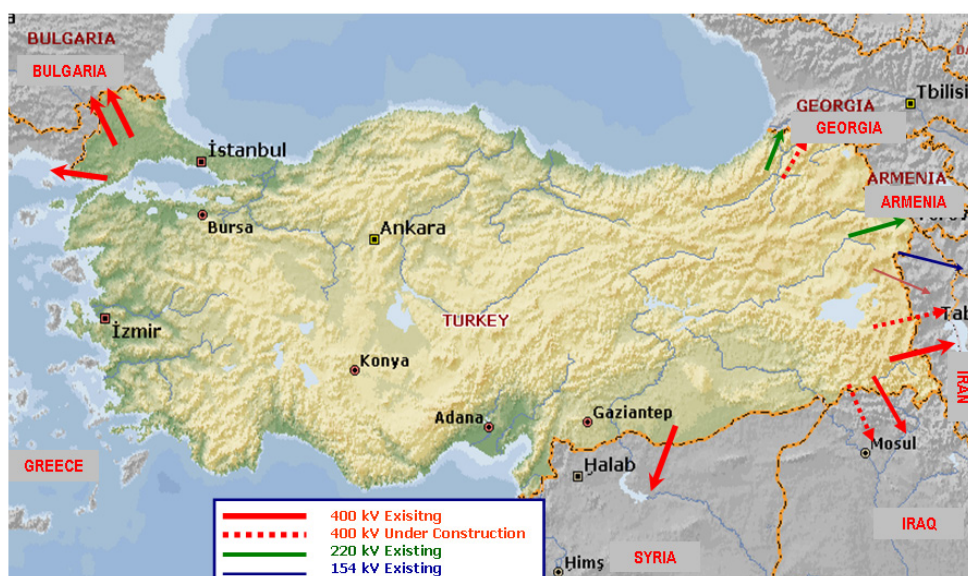 BULGARIA
BULGARIA
Tbilisi
GEORGIA
GEORGIA
İstanbul
ARMENIA
ARMENIA
Bursa
Ankara
TURKEY
İzmir
Konya
IRAN
Adana
Gaziantep
Mosul
GREECE
Halab
400 kV Exisitng
400 kV Under Construction
220 kV Existing
154 kV Existing
IRAQ
SYRIA
Himş